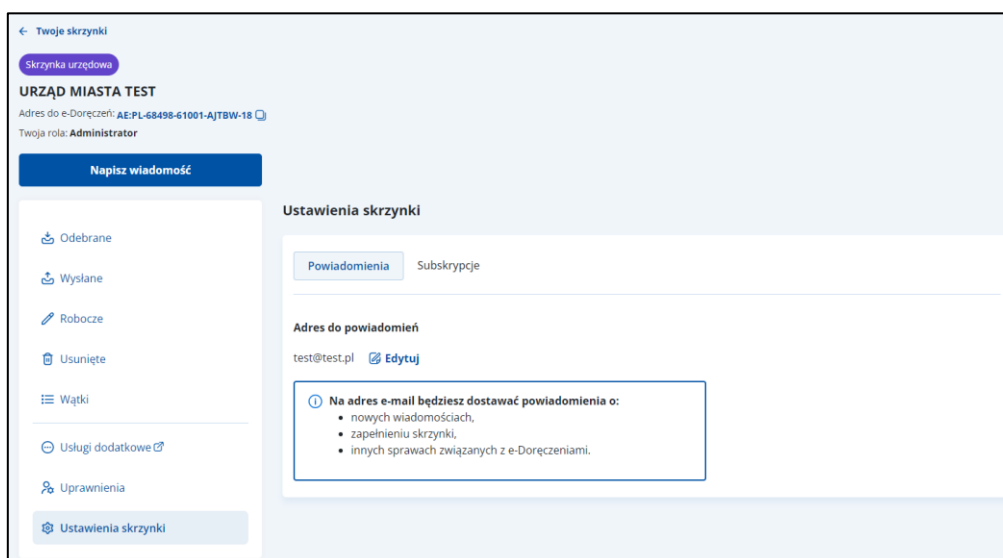 ← Twoje skrzynki
Skrzynka urzędowa
URZĄD MIASTA TEST
Adres do e-Doręczeń: AE:PL-68498-61001-AJTBW-18
Twoja rola: Administrator
Napisz wiadomość
Odebrane
Wysłane
Robocze
Usunięte
Wątki
Usługi dodatkowe
Uprawnienia
Ustawienia skrzynki
Ustawienia skrzynki
Powiadomienia Subskrypcje
Adres do powiadomień
test@test.pl Edytuj
Na adres e-mail będziesz dostawać powiadomienia o:
• nowych wiadomościach,
• zapełnieniu skrzynki,
• innych sprawach związanych z e-Doręczeniami.